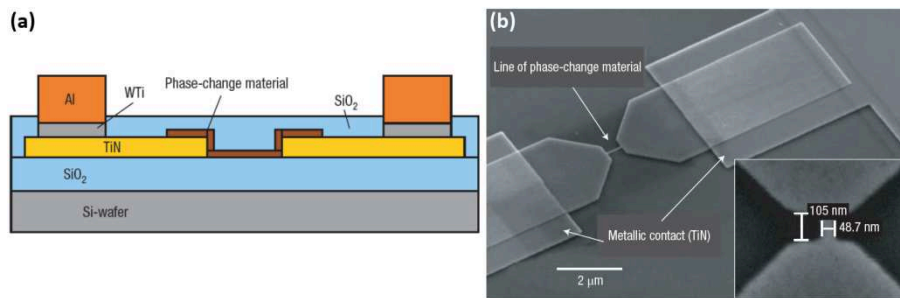 (a)
Phase-change material
WTi
SiO₂
Al
TiN
SiO₂
Si-wafer
(b)
Line of phase-change material
105 nm
48.7 nm
Metallic contact (TiN)
2 μm